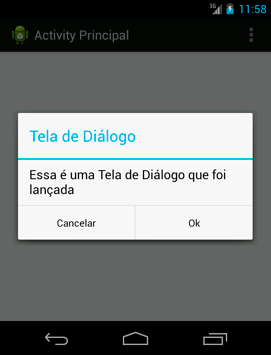 3G 11:58
Activity Principal
Tela de Diálogo
Essa é uma Tela de Diálogo que foi
lançada
Cancelar Ok